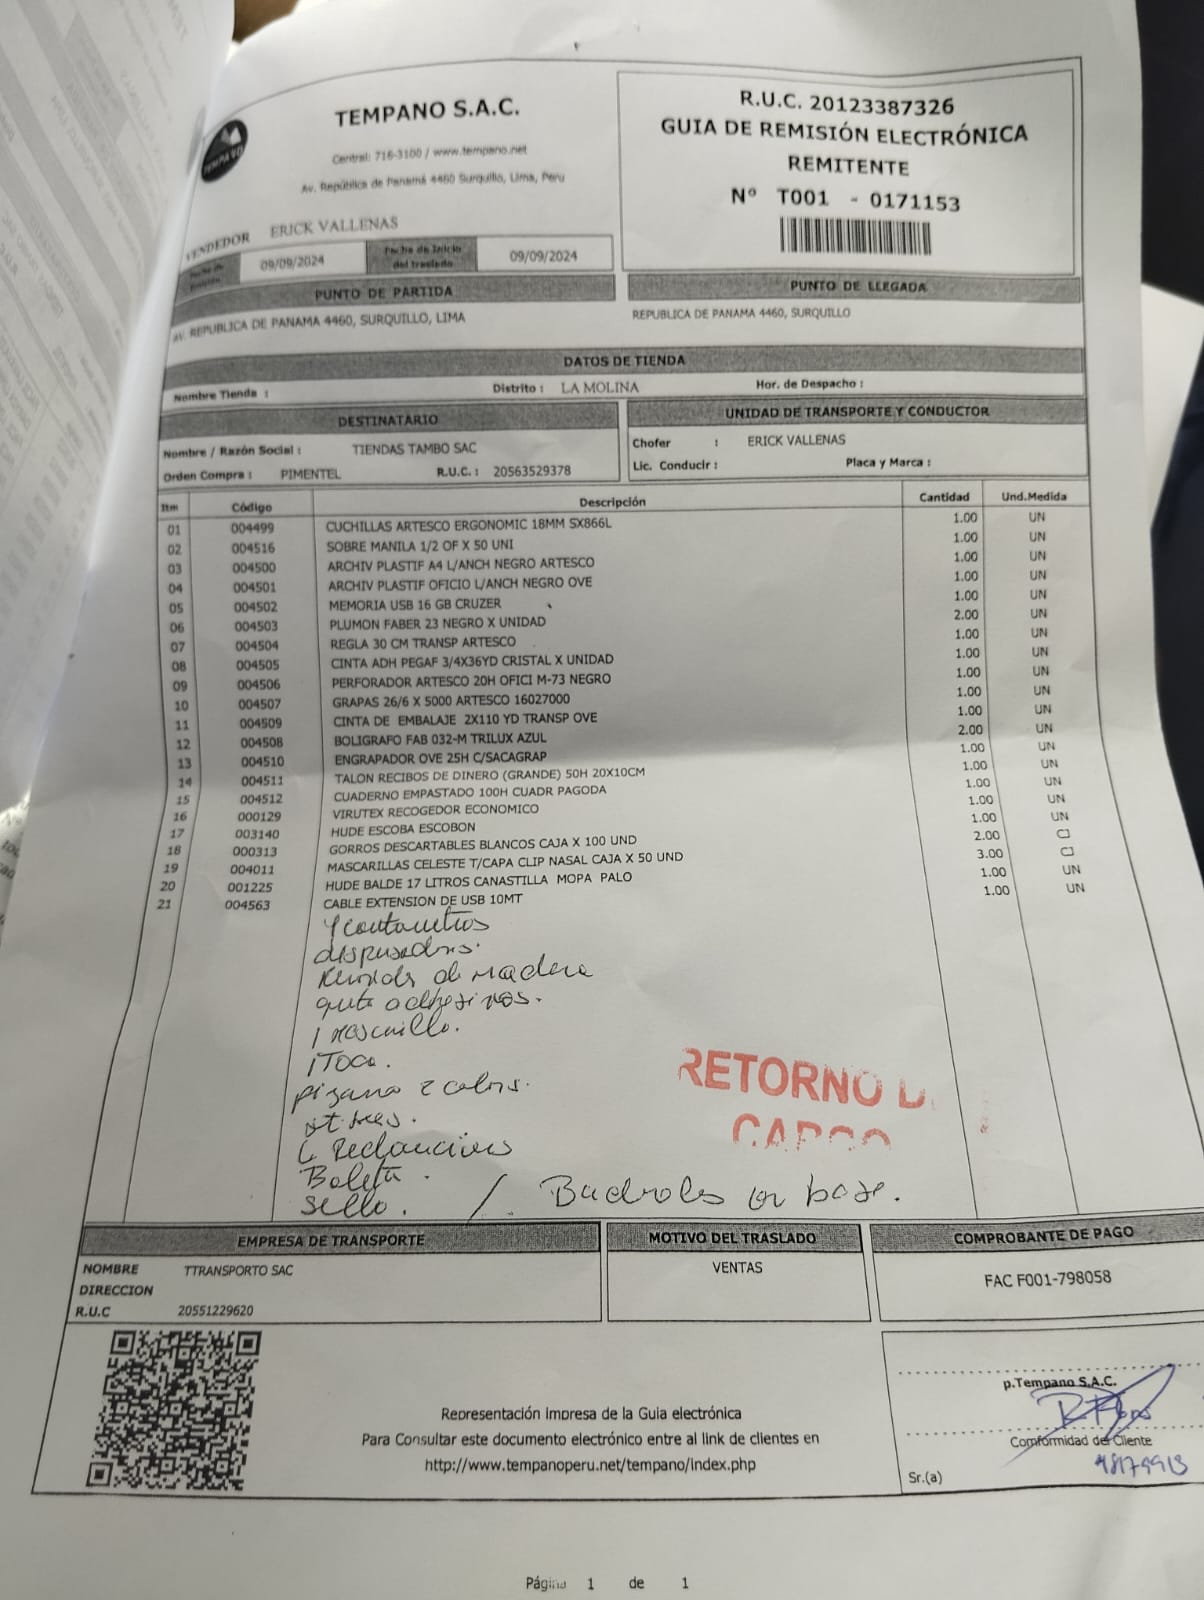 TEMPANO S.A.C.
Central: 716-3100 / www.tempano.net
Av. República de Panamá 4460 Surquillo, Lima, Peru
TEMPANO
R.U.C. 20123387326
GUIA DE REMISIÓN ELECTRÓNICA
REMITENTE
N° T001 - 0171153
VENDEDOR ERICK VALLENAS
09/09/2024 Fecha de Inicio del traslado 09/09/2024
PUNTO DE PARTIDA PUNTO DE LLEGADA
AV. REPUBLICA DE PANAMA 4460, SURQUILLO, LIMA REPUBLICA DE PANAMA 4460, SURQUILLO
DATOS DE TIENDA
Nombre Tienda : Distrito : LA MOLINA Hor. de Despacho :
DESTINATARIO UNIDAD DE TRANSPORTE Y CONDUCTOR
Nombre / Razón Social : TIENDAS TAMBO SAC Chofer : ERICK VALLENAS
Orden Compra : PIMENTEL R.U.C. : 20563529378 Lic. Conducir : Placa y Marca :
Itm Código Descripción Cantidad Und.Medida
01 004499 CUCHILLAS ARTESCO ERGONOMIC 18MM SX866L 1.00 UN
02 004516 SOBRE MANILA 1/2 OF X 50 UNI 1.00 UN
03 004500 ARCHIV PLASTIF A4 L/ANCH NEGRO ARTESCO 1.00 UN
04 004501 ARCHIV PLASTIF OFICIO L/ANCH NEGRO OVE 1.00 UN
05 004502 MEMORIA USB 16 GB CRUZER 1.00 UN
06 004503 PLUMON FABER 23 NEGRO X UNIDAD 2.00 UN
07 004504 REGLA 30 CM TRANSP ARTESCO 1.00 UN
08 004505 CINTA ADH PEGAF 3/4X36YD CRISTAL X UNIDAD 1.00 UN
09 004506 PERFORADOR ARTESCO 20H OFICI M-73 NEGRO 1.00 UN
10 004507 GRAPAS 26/6 X 5000 ARTESCO 16027000 1.00 UN
11 004509 CINTA DE EMBALAJE 2X110 YD TRANSP OVE 1.00 UN
12 004508 BOLIGRAFO FAB 032-M TRILUX AZUL 2.00 UN
13 004510 ENGRAPADOR OVE 25H C/SACAGRAP 1.00 UN
14 004511 TALON RECIBOS DE DINERO (GRANDE) 50H 20X10CM 1.00 UN
15 004512 CUADERNO EMPASTADO 100H CUADR PAGODA 1.00 UN
16 000129 VIRUTEX RECOGEDOR ECONOMICO 1.00 UN
17 003140 HUDE ESCOBA ESCOBON 1.00 UN
18 000313 GORROS DESCARTABLES BLANCOS CAJA X 100 UND 2.00 CJ
19 004011 MASCARILLAS CELESTE T/CAPA CLIP NASAL CAJA X 50 UND 3.00 CJ
20 001225 HUDE BALDE 17 LITROS CANASTILLA MOPA PALO 1.00 UN
21 004563 CABLE EXTENSION DE USB 10MT 1.00 UN
de madera
1 Toca.
RETORNO
CARGO
Boleta.
sello. /. en base.
EMPRESA DE TRANSPORTE MOTIVO DEL TRASLADO COMPROBANTE DE PAGO
NOMBRE TTRANSPORTO SAC VENTAS FAC F001-798058
DIRECCION
R.U.C 20551229620
p.Tempano S.A.C.
Conformidad del Cliente
Sr.(a)
Representación Impresa de la Guia electrónica
Para Consultar este documento electrónico entre al link de clientes en
http://www.tempanoperu.net/tempano/index.php
Página 1 de 1